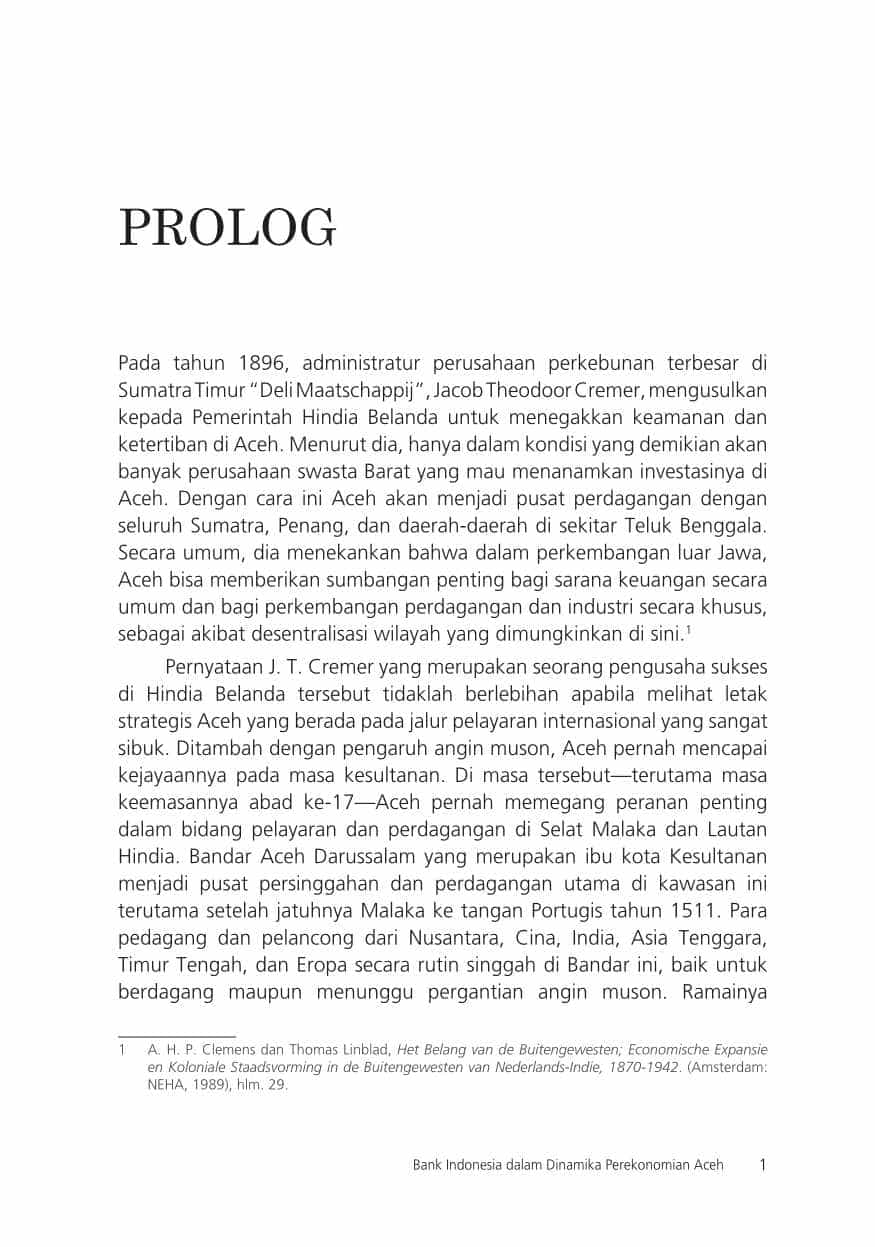 PROLOG
Pada tahun 1896, administratur perusahaan perkebunan terbesar di
Sumatra Timur “Deli Maatschappij”, Jacob Theodoor Cremer, mengusulkan
kepada Pemerintah Hindia Belanda untuk menegakkan keamanan dan
ketertiban di Aceh. Menurut dia, hanya dalam kondisi yang demikian akan
banyak perusahaan swasta Barat yang mau menanamkan investasinya di
Aceh. Dengan cara ini Aceh akan menjadi pusat perdagangan dengan
seluruh Sumatra, Penang, dan daerah-daerah di sekitar Teluk Benggala.
Secara umum, dia menekankan bahwa dalam perkembangan luar Jawa,
Aceh bisa memberikan sumbangan penting bagi sarana keuangan secara
umum dan bagi perkembangan perdagangan dan industri secara khusus,
sebagai akibat desentralisasi wilayah yang dimungkinkan di sini.1
Pernyataan J. T. Cremer yang merupakan seorang pengusaha sukses
di Hindia Belanda tersebut tidaklah berlebihan apabila melihat letak
strategis Aceh yang berada pada jalur pelayaran internasional yang sangat
sibuk. Ditambah dengan pengaruh angin muson, Aceh pernah mencapai
kejayaannya pada masa kesultanan. Di masa tersebut—terutama masa
keemasannya abad ke-17—Aceh pernah memegang peranan penting
dalam bidang pelayaran dan perdagangan di Selat Malaka dan Lautan
Hindia. Bandar Aceh Darussalam yang merupakan ibu kota Kesultanan
menjadi pusat persinggahan dan perdagangan utama di kawasan ini
terutama setelah jatuhnya Malaka ke tangan Portugis tahun 1511. Para
pedagang dan pelancong dari Nusantara, Cina, India, Asia Tenggara,
Timur Tengah, dan Eropa secara rutin singgah di Bandar ini, baik untuk
berdagang maupun menunggu pergantian angin muson. Ramainya
1 A. H. P. Clemens dan Thomas Linblad, Het Belang van de Buitengewesten; Economische Expansie
en Koloniale Staadsvorming in de Buitengewesten van Nederlands-Indie, 1870-1942. (Amsterdam:
NEHA, 1989), hlm. 29.
Bank Indonesia dalam Dinamika Perekonomian Aceh 1